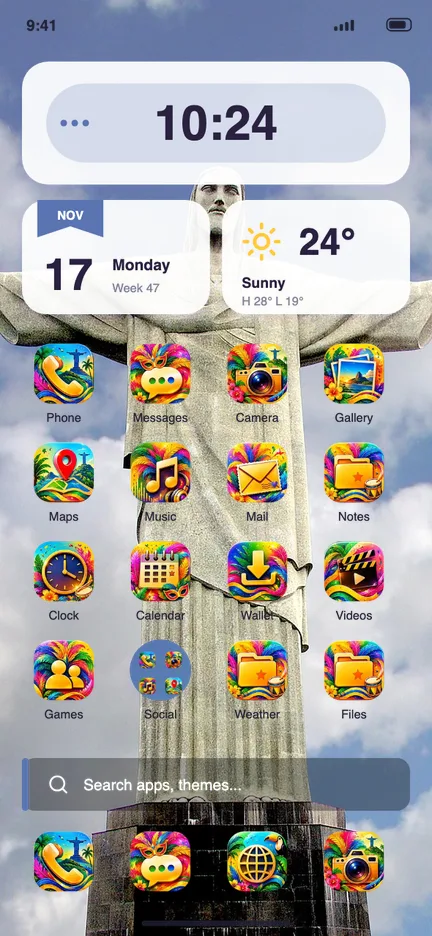 9:41
10:24
NOV
17
Monday
Week 47
24°
Sunny
H 28° L 19°
Phone
Messages
Camera
Gallery
Maps
Music
Mail
Notes
Clock
Calendar
Wallet
Videos
Games
Social
Weather
Files
Search apps, themes...